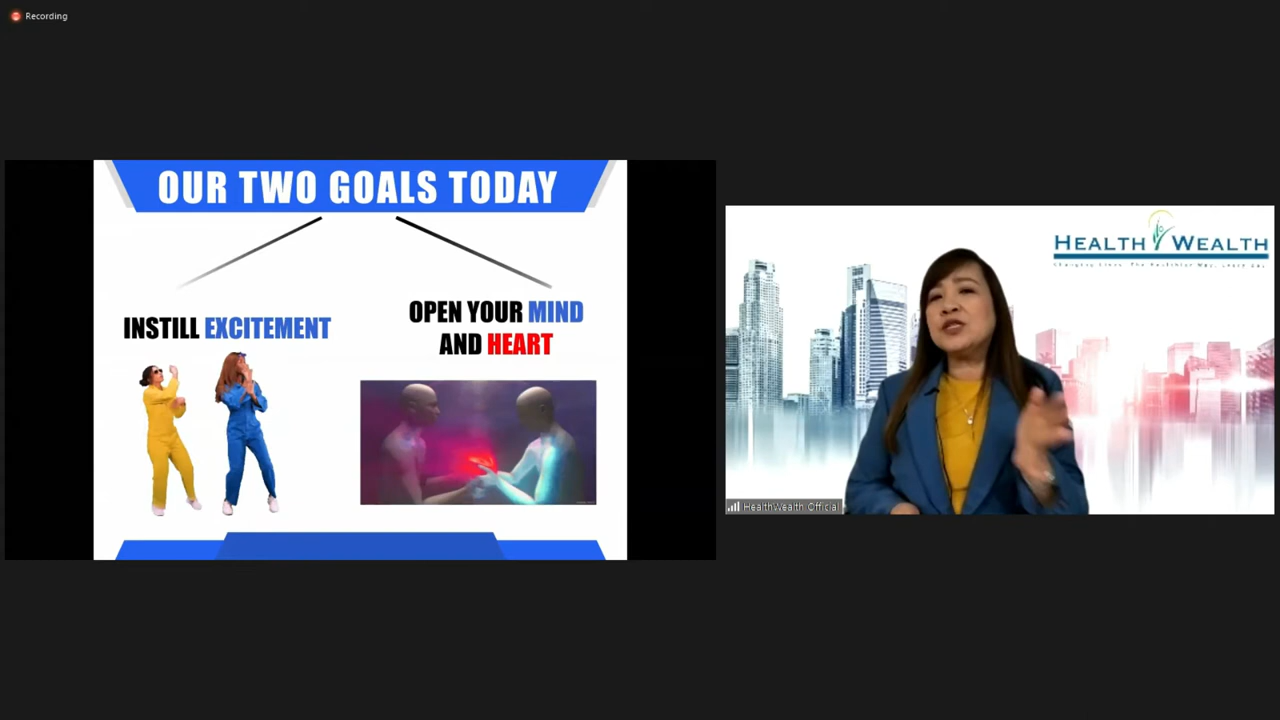 Recording
OUR TWO GOALS TODAY
INSTILL EXCITEMENT
OPEN YOUR MIND
AND HEART
HEALTH WEALTH
HealthWealth Official